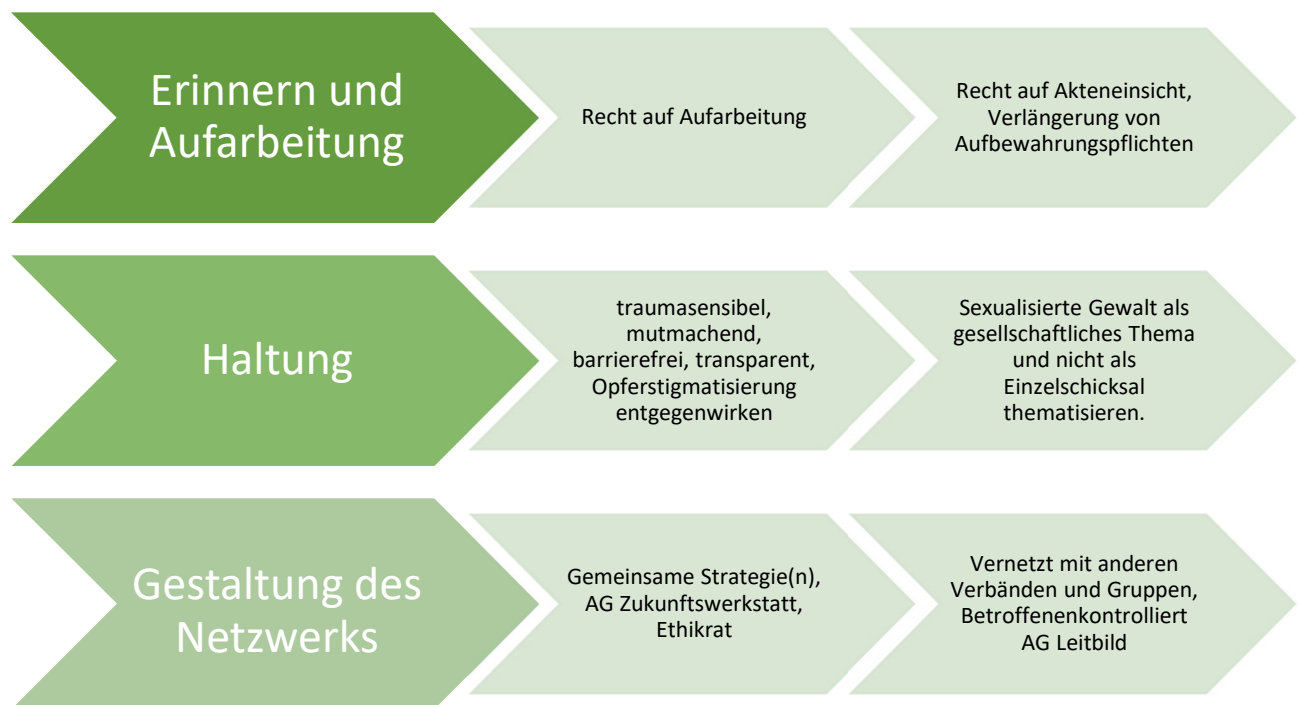 Erinnern und
Aufarbeitung
Recht auf Aufarbeitung
Recht auf Akteneinsicht,
Verlängerung von
Aufbewahrungspflichten
Haltung
traumasensibel,
mutmachend,
barrierefrei, transparent,
Opferstigmatisierung
entgegenwirken
Sexualisierte Gewalt als
gesellschaftliches Thema
und nicht als
Einzelschicksal
thematisieren.
Gestaltung des
Netzwerks
Gemeinsame Strategie(n),
AG Zukunftswerkstatt,
Ethikrat
Vernetzt mit anderen
Verbänden und Gruppen,
Betroffenenkontrolliert
AG Leitbild